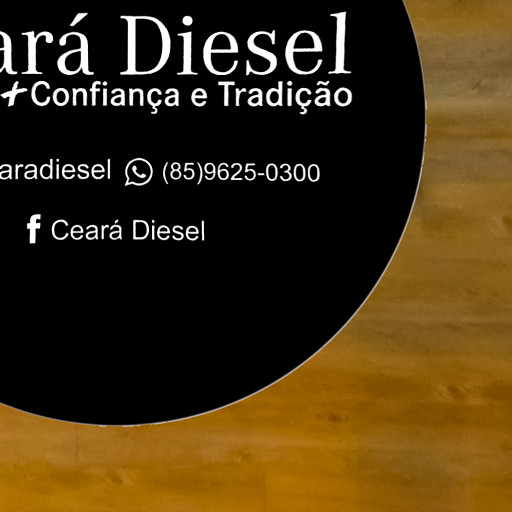 ará Diesel
+Confiança e Tradição
aradiesel (85)9625-0300
f Ceará Diesel